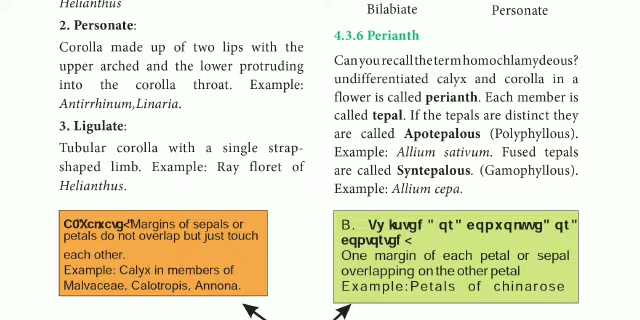 Helianthus
2. Personate:
Corolla made up of two lips with the
upper arched and the lower protruding
into the corolla throat. Example:
Antirrhinum,Linaria.
3. Ligulate:
Tubular corolla with a single strap-
shaped limb. Example: Ray floret of
Helianthus.
Margins of sepals or
petals do not overlap but just touch
each other.
Example: Calyx in members of
Malvaceae, Calotropis, Annona.
Bilabiate Personate
4.3.6 Perianth
Can you recall the term homochlamydeous?
undifferentiated calyx and corolla in a
flower is called perianth. Each member is
called tepal. If the tepals are distinct they
are called Apotepalous (Polyphyllous).
Example: Allium sativum. Fused tepals
are called Syntepalous. (Gamophyllous).
Example: Allium cepa.
B. Vy kuvgf " qt " eqpxqnwvg" qt"
eqpvqtvgf <
One margin of each petal or sepal
overlapping on the other petal
Example:Petals of chinarose